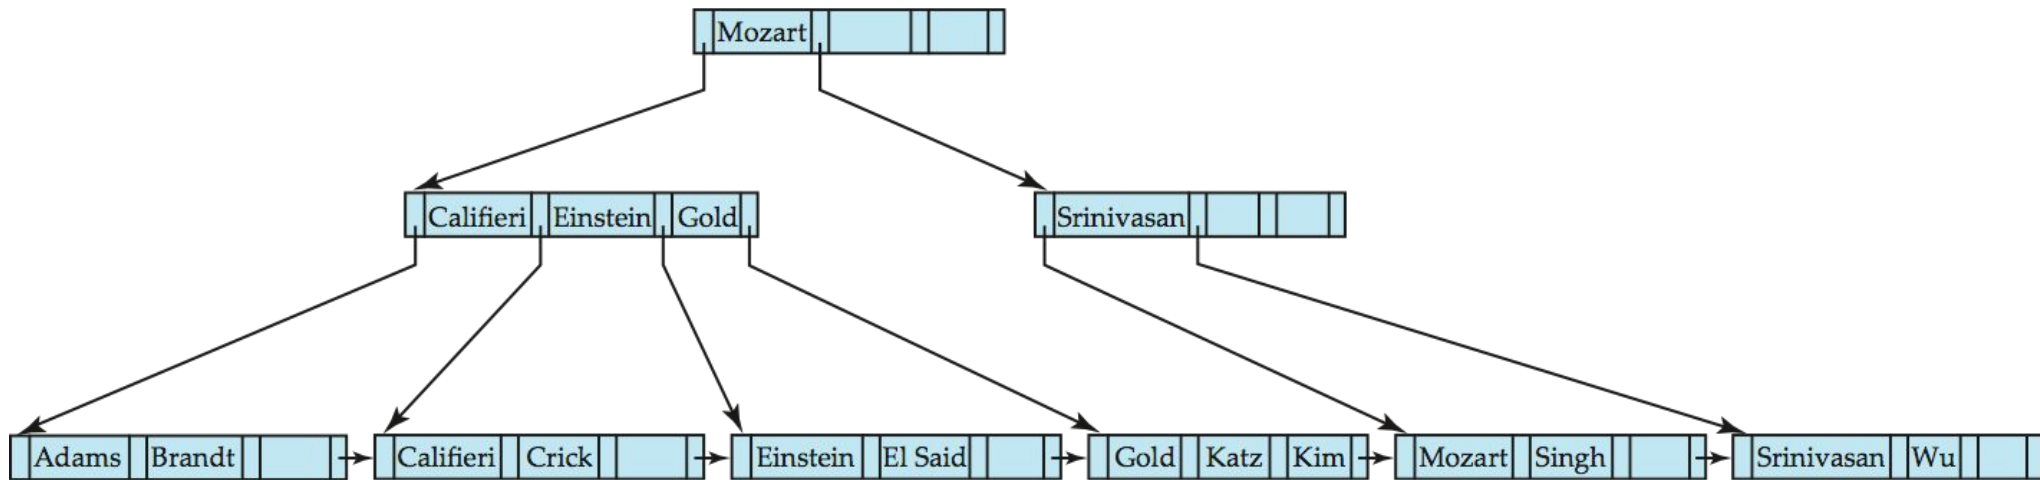 Mozart
Califieri Einstein Gold
Srinivasan
Adams Brandt
Califieri Crick
Einstein El Said
Gold Katz Kim
Mozart Singh
Srinivasan Wu